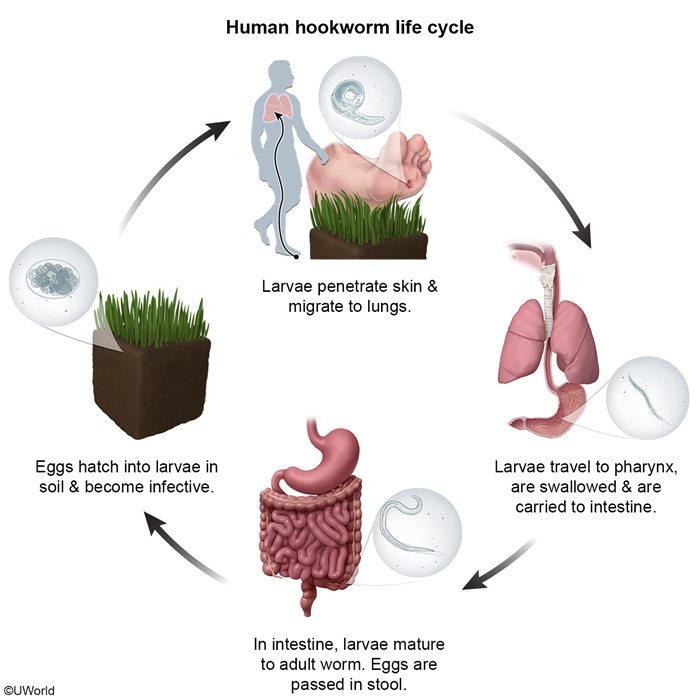 Human hookworm life cycle
Larvae penetrate skin &
migrate to lungs.
Larvae travel to pharynx,
are swallowed & are
carried to intestine.
In intestine, larvae mature
to adult worm. Eggs are
passed in stool.
Eggs hatch into larvae in
soil & become infective.
©UWorld